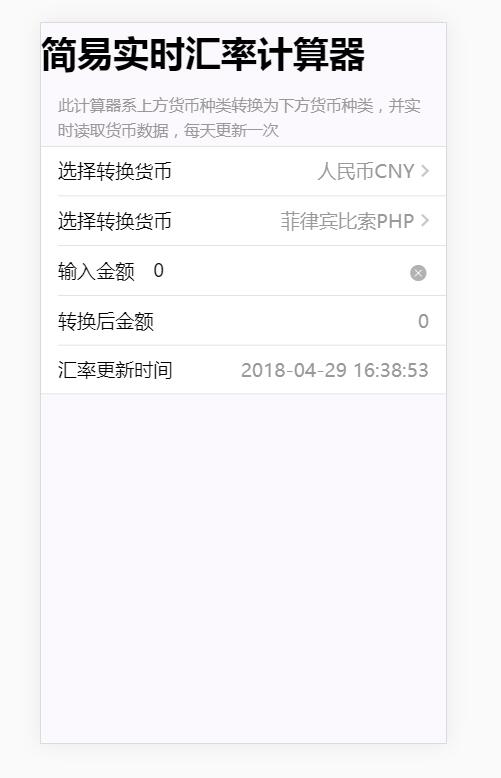 简易实时汇率计算器
此计算器系上方货币种类转换为下方货币种类，并实
时读取货币数据，每天更新一次
选择转换货币 人民币CNY
选择转换货币 菲律宾比索PHP
输入金额 0
转换后金额 0
汇率更新时间 2018-04-29 16:38:53